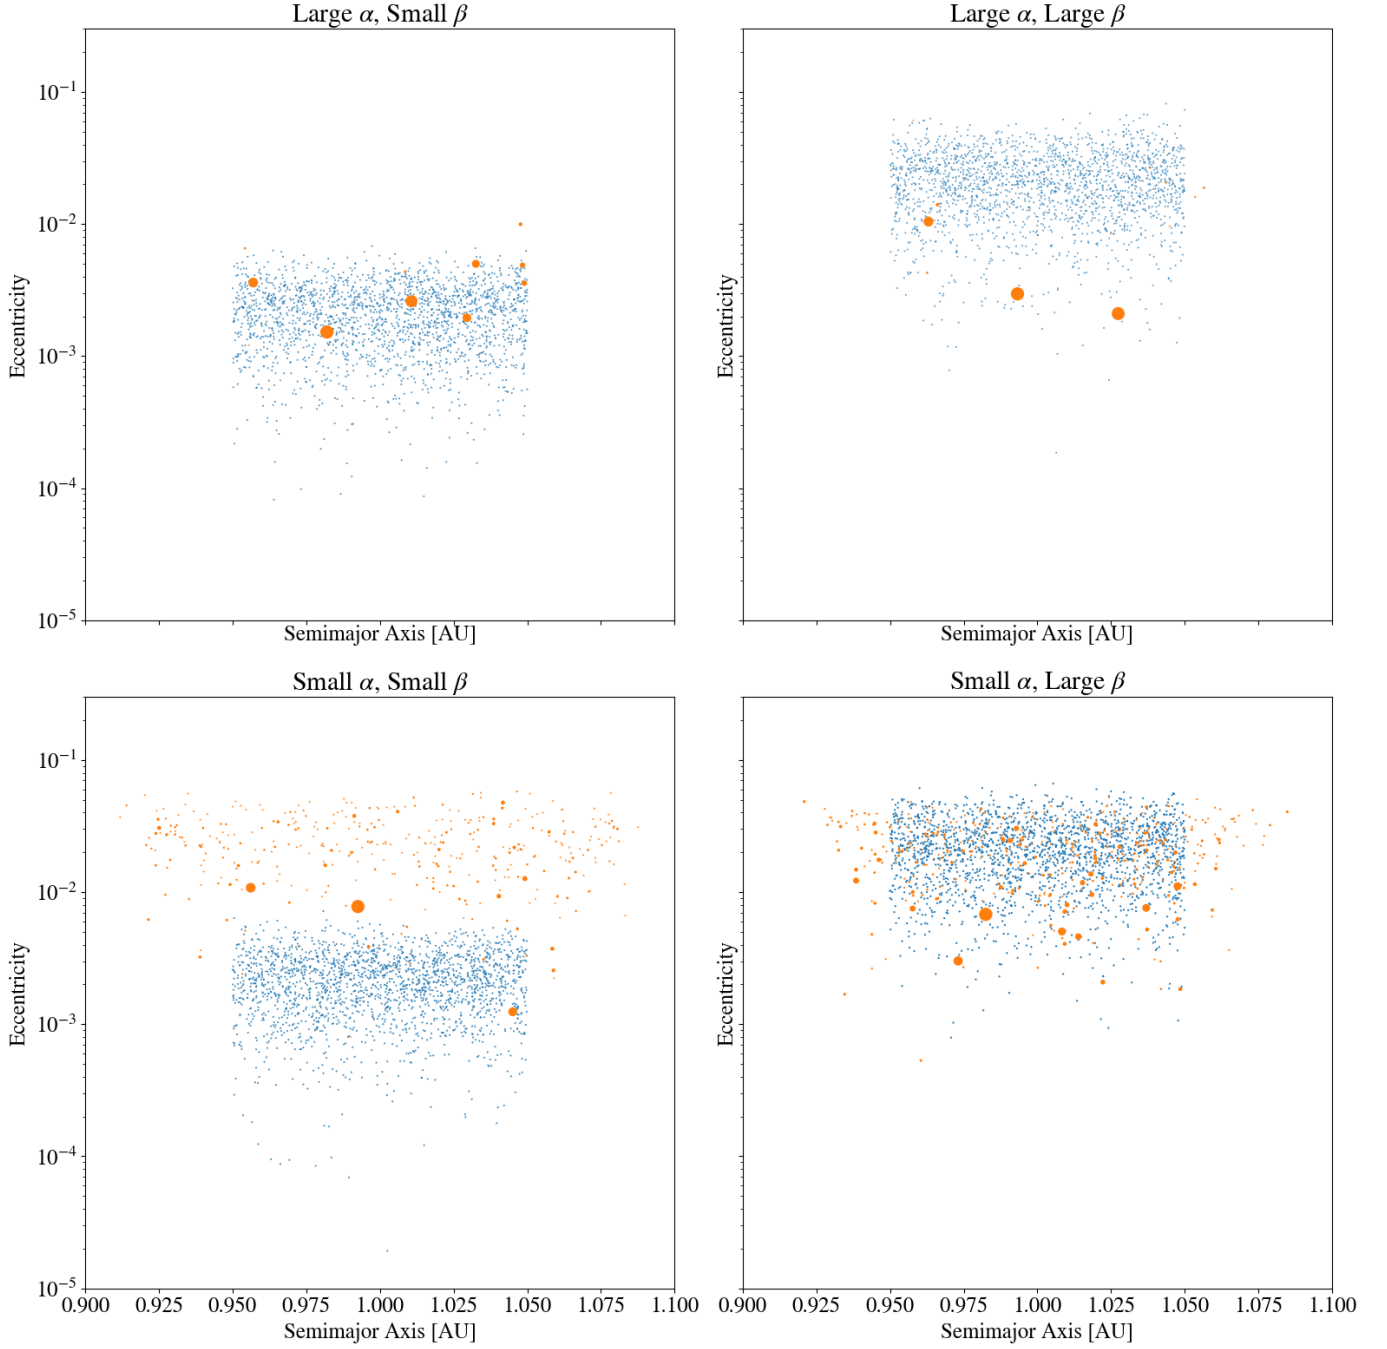 Large α, Small β
Large α, Large β
10⁻¹
10⁻²
10⁻³
10⁻⁴
10⁻⁵
Eccentricity
Eccentricity
Semimajor Axis [AU]
Semimajor Axis [AU]
Small α, Small β
Small α, Large β
10⁻¹
10⁻²
10⁻³
10⁻⁴
10⁻⁵
Eccentricity
Eccentricity
0.900 0.925 0.950 0.975 1.000 1.025 1.050 1.075 1.100
0.900 0.925 0.950 0.975 1.000 1.025 1.050 1.075 1.100
Semimajor Axis [AU]
Semimajor Axis [AU]